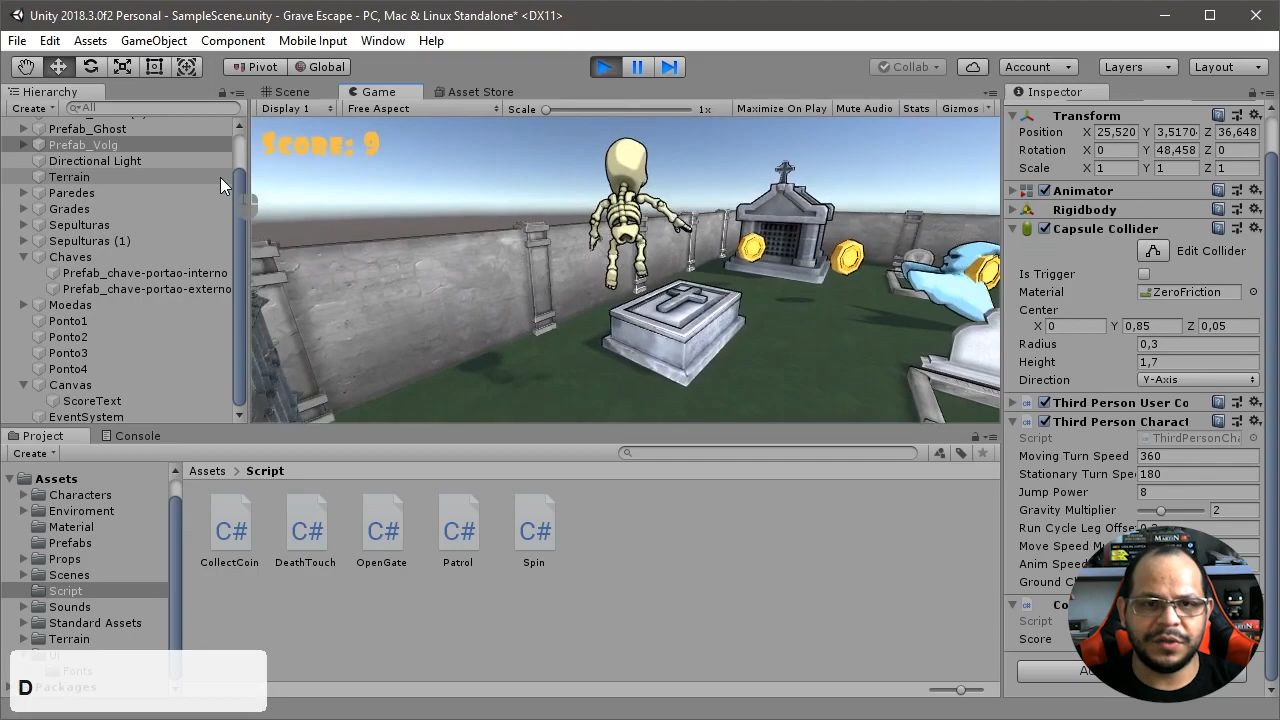 Unity 2018.3.0f2 Personal - SampleScene.unity - Grave Escape - PC, Mac & Linux Standalone* <DX11>
File Edit Assets GameObject Component Mobile Input Window Help
Pivot Global Collab Account Layers Layout
Hierarchy
Create All
Prefab_Ghost
Prefab_Volg
Directional Light
Terrain
Paredes
Grades
Sepulturas
Sepulturas (1)
Chaves
Prefab_chave-portao-interno
Prefab_chave-portao-externo
Moedas
Ponto1
Ponto2
Ponto3
Ponto4
Canvas
ScoreText
EventSystem
Scene Game Asset Store
Display 1 Free Aspect Scale 1x Maximize On Play Mute Audio Stats Gizmos
Score: 9
Inspector
Transform
Position X 25,520 Y 3,5170 Z 36,648
Rotation X 0 Y 48,458 Z 0
Scale X 1 Y 1 Z 1
Animator
Rigidbody
Capsule Collider
Edit Collider
Is Trigger
Material ZeroFriction
Center
X 0 Y 0,85 Z 0,05
Radius 0,3
Height 1,7
Direction Y-Axis
Third Person User Co
Third Person Charact
Script ThirdPersonCha
Moving Turn Speed 360
Stationary Turn Spee 180
Jump Power 8
Gravity Multiplier 2
Run Cycle Leg Offse
Move Speed M
Anim Speed
Ground C
Co
Script
Score
Project Console
Create
Assets
Characters
Enviroment
Material
Prefabs
Props
Scenes
Script
Sounds
Standard Assets
Terrain
Fonts
Packages
Assets > Script
C# C# C# C# C#
CollectCoin DeathTouch OpenGate Patrol Spin
D